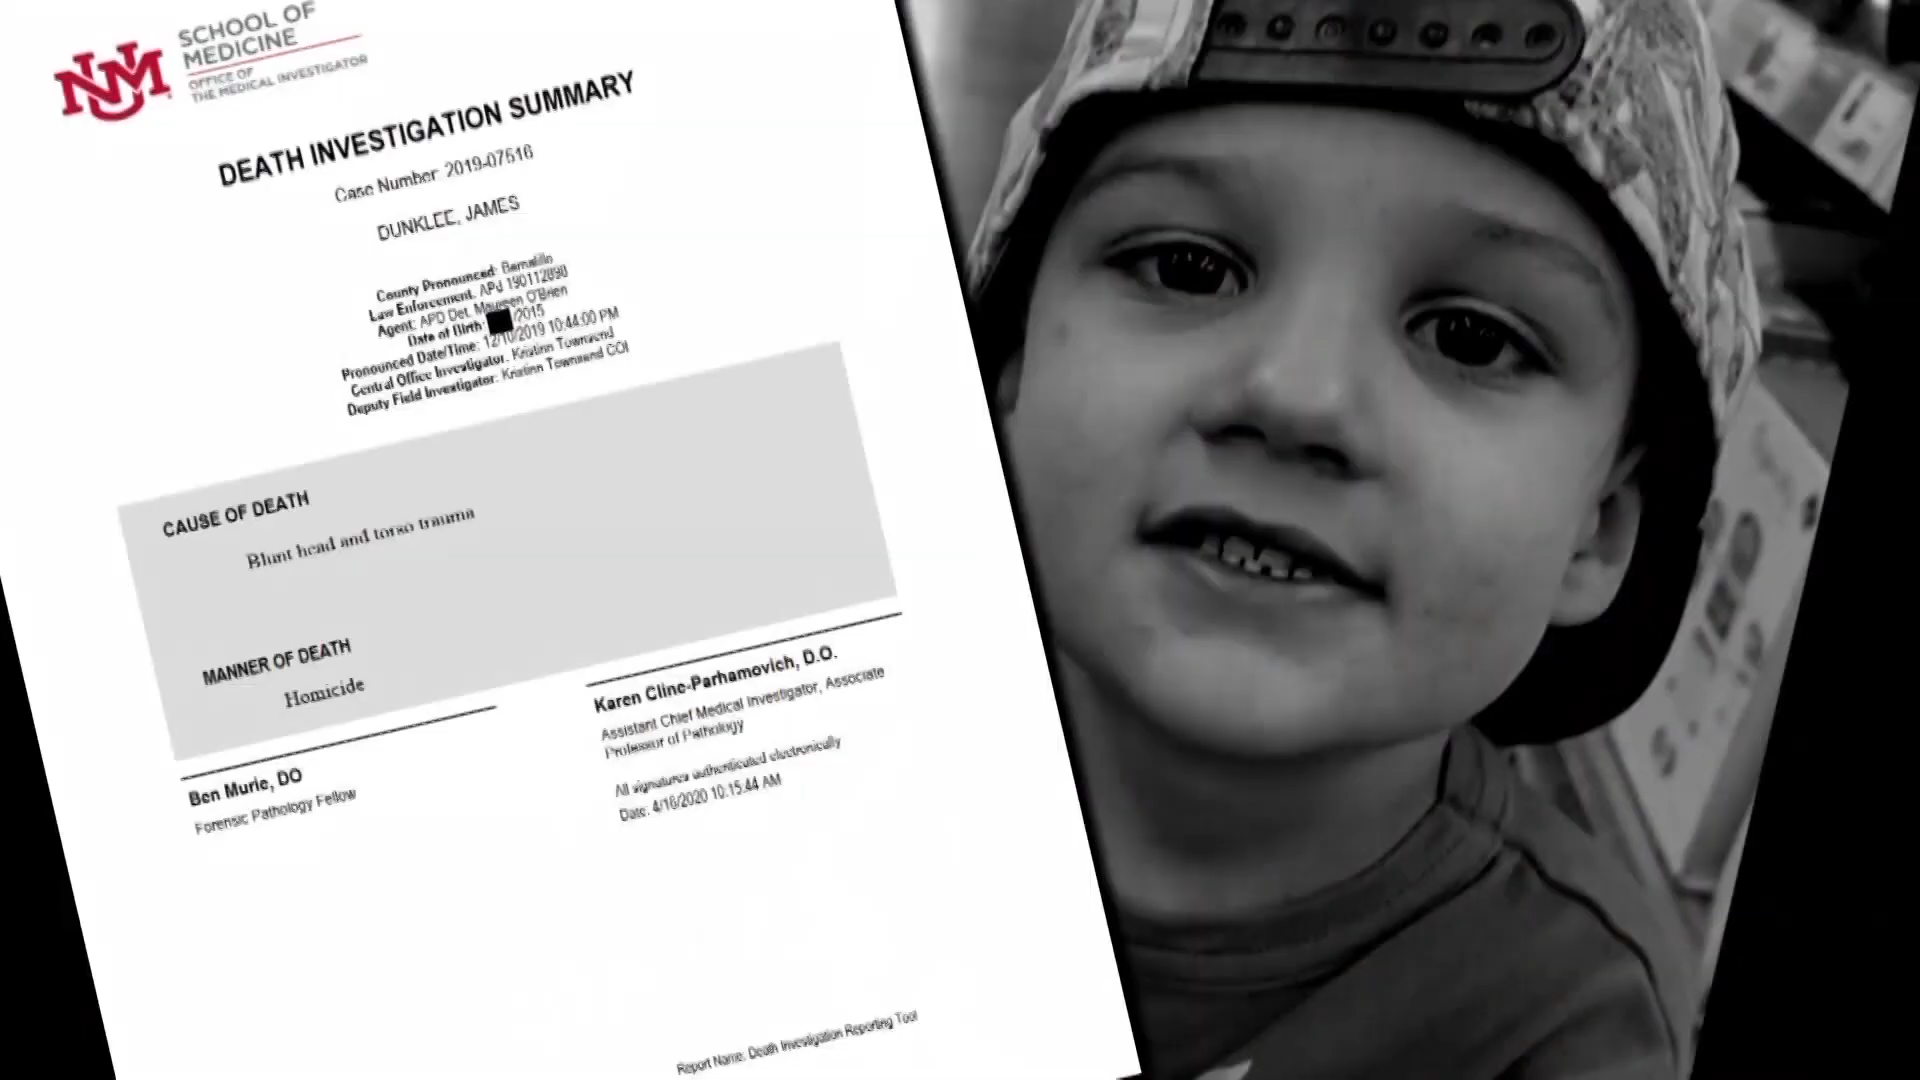 UNM
SCHOOL OF
MEDICINE
OFFICE OF
THE MEDICAL INVESTIGATOR
DEATH INVESTIGATION SUMMARY
Case Number: 2019-07516
DUNKLEE, JAMES
County Pronounced: Bernalillo
Law Enforcement: APd 190112890
Agent: APD Det. Maureen O'Brien
Date of Birth: /2015
Pronounced Date/Time: 12/10/2019 10:44:00 PM
Central Office Investigator: Kristinn Townsend
Deputy Field Investigator: Kristinn Townsend COI
CAUSE OF DEATH
Blunt head and torso trauma
MANNER OF DEATH
Homicide
Ben Murie, DO
Forensic Pathology Fellow
Karen Cline-Parhamovich, D.O.
Assistant Chief Medical Investigator, Associate
Professor of Pathology
All signatures authenticated electronically
Date: 4/16/2020 10:15:44 AM
Report Name: Death Investigation Reporting Tool